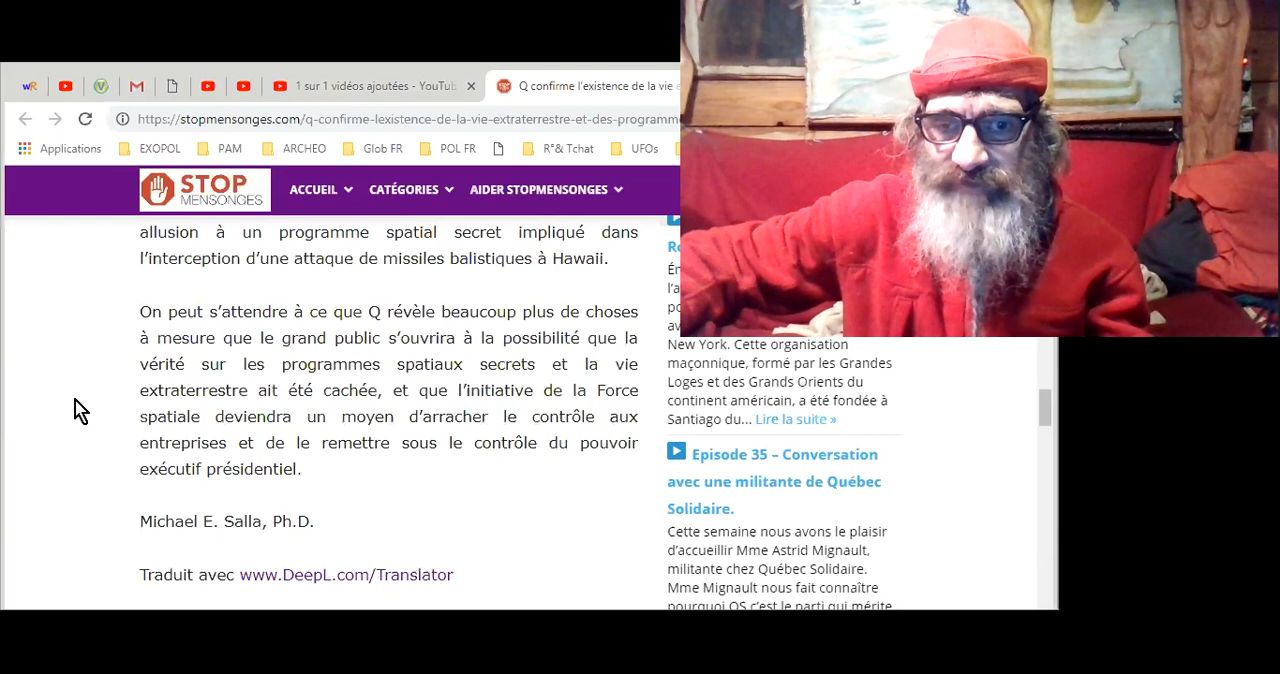 1 sur 1 vidéos ajoutées - YouTu
Q confirme l'existence de la vie
https://stopmensonges.com/q-confirme-lexistence-de-la-vie-extraterrestre-et-des-programm
Applications EXOPOL PAM ARCHEO Glob FR POL FR R°& Tchat UFOs
STOP
MENSONGES
ACCUEIL CATÉGORIES AIDER STOPMENSONGES
allusion à un programme spatial secret impliqué dans
l'interception d'une attaque de missiles balistiques à Hawaii.
On peut s'attendre à ce que Q révèle beaucoup plus de choses
à mesure que le grand public s'ouvrira à la possibilité que la
vérité sur les programmes spatiaux secrets et la vie
extraterrestre ait été cachée, et que l'initiative de la Force
spatiale deviendra un moyen d'arracher le contrôle aux
entreprises et de le remettre sous le contrôle du pouvoir
exécutif présidentiel.
Michael E. Salla, Ph.D.
Traduit avec www.DeepL.com/Translator
New York. Cette organisation
maçonnique, formé par les Grandes
Loges et des Grands Orients du
continent américain, a été fondée à
Santiago du... Lire la suite »
Episode 35 – Conversation
avec une militante de Québec
Solidaire.
Cette semaine nous avons le plaisir
d'accueillir Mme Astrid Mignault,
militante chez Québec Solidaire.
Mme Mignault nous fait connaître
pourquoi QS c'est le parti qui mérite